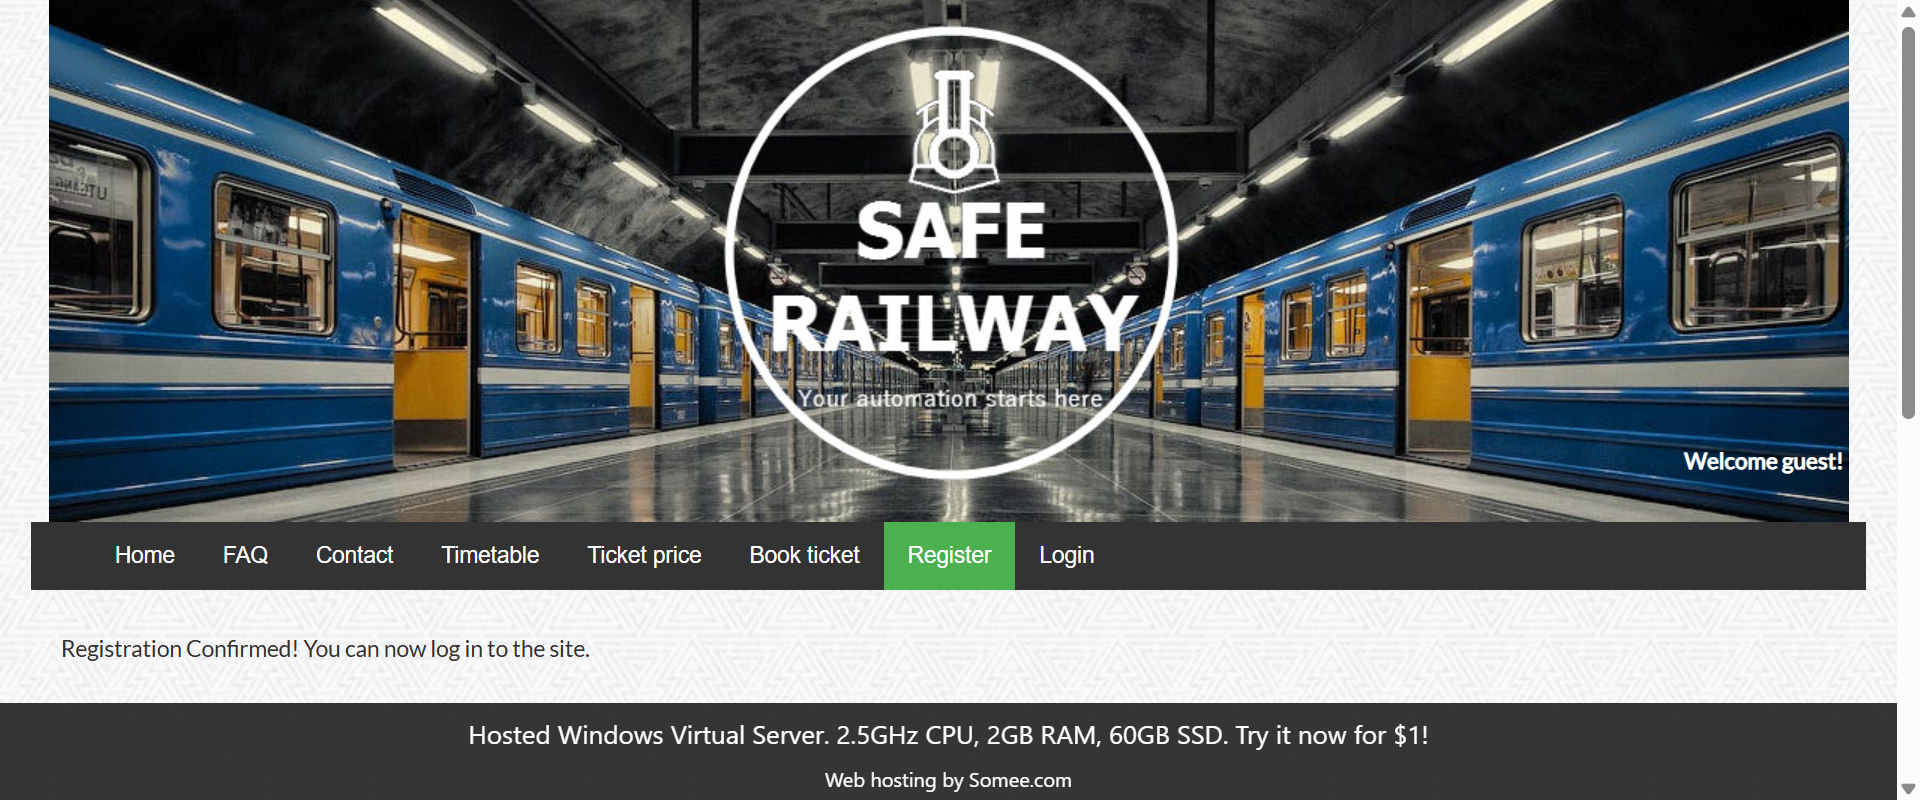 SAFE
RAILWAY
Your automation starts here
Welcome guest!
Home FAQ Contact Timetable Ticket price Book ticket Register Login
Registration Confirmed! You can now log in to the site.
Hosted Windows Virtual Server. 2.5GHz CPU, 2GB RAM, 60GB SSD. Try it now for $1!
Web hosting by Somee.com